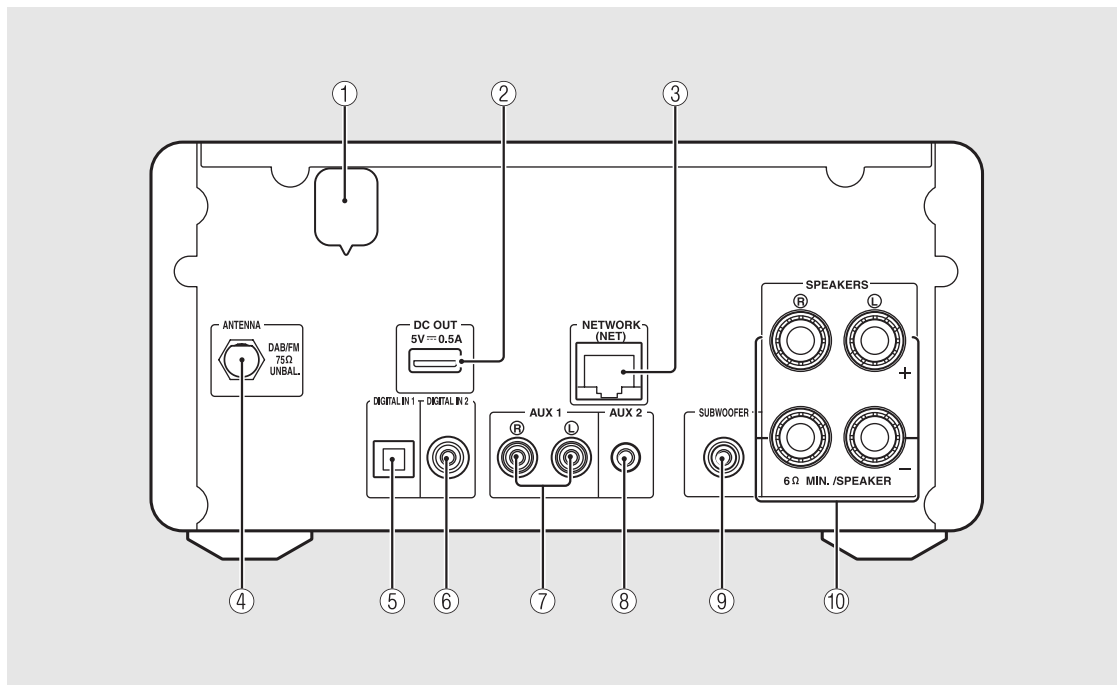 ① ② ③
SPEAKERS
Ⓡ Ⓛ
ANTENNA
DAB/FM
75Ω
UNBAL.
DC OUT
5V ⎓ 0.5A
NETWORK
(NET)
+
DIGITAL IN 1 DIGITAL IN 2
AUX 1
Ⓡ Ⓛ
AUX 2
SUBWOOFER
−
6Ω MIN. /SPEAKER
④ ⑤ ⑥ ⑦ ⑧ ⑨ ⑩